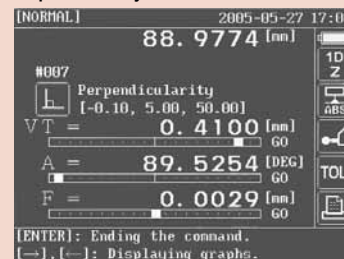 [NORMAL] 2005-05-27 17:0
88.9774 [mm]
#007
Perpendicularity
[-0.10, 5.00, 50.00]
VT = 0.4100 [mm]
GO
A = 89.5254 [DEG]
GO
F = 0.0029 [mm]
GO
[ENTER]: Ending the command.
[→],[←]: Displaying graphs.
1D
Z
ABS
TOL